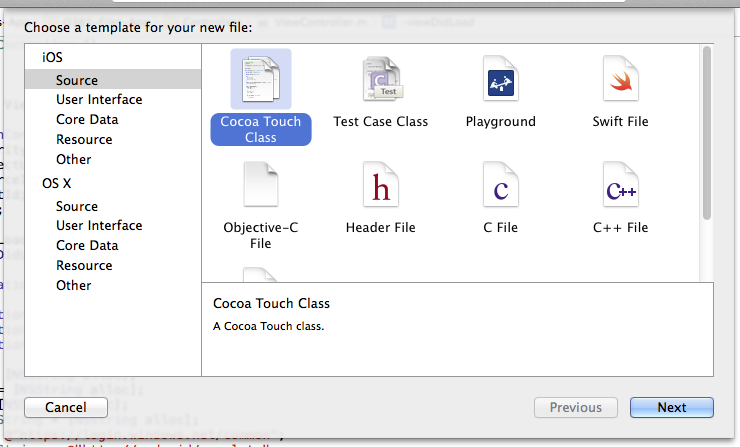 Choose a template for your new file:
iOS
Source
User Interface
Core Data
Resource
Other
OS X
Source
User Interface
Core Data
Resource
Other
Cocoa Touch
Class
Test
Test Case Class
Playground
Swift File
Objective-C
File
h
Header File
c
C File
C++
C++ File
Cocoa Touch Class
A Cocoa Touch class.
Cancel
Previous
Next